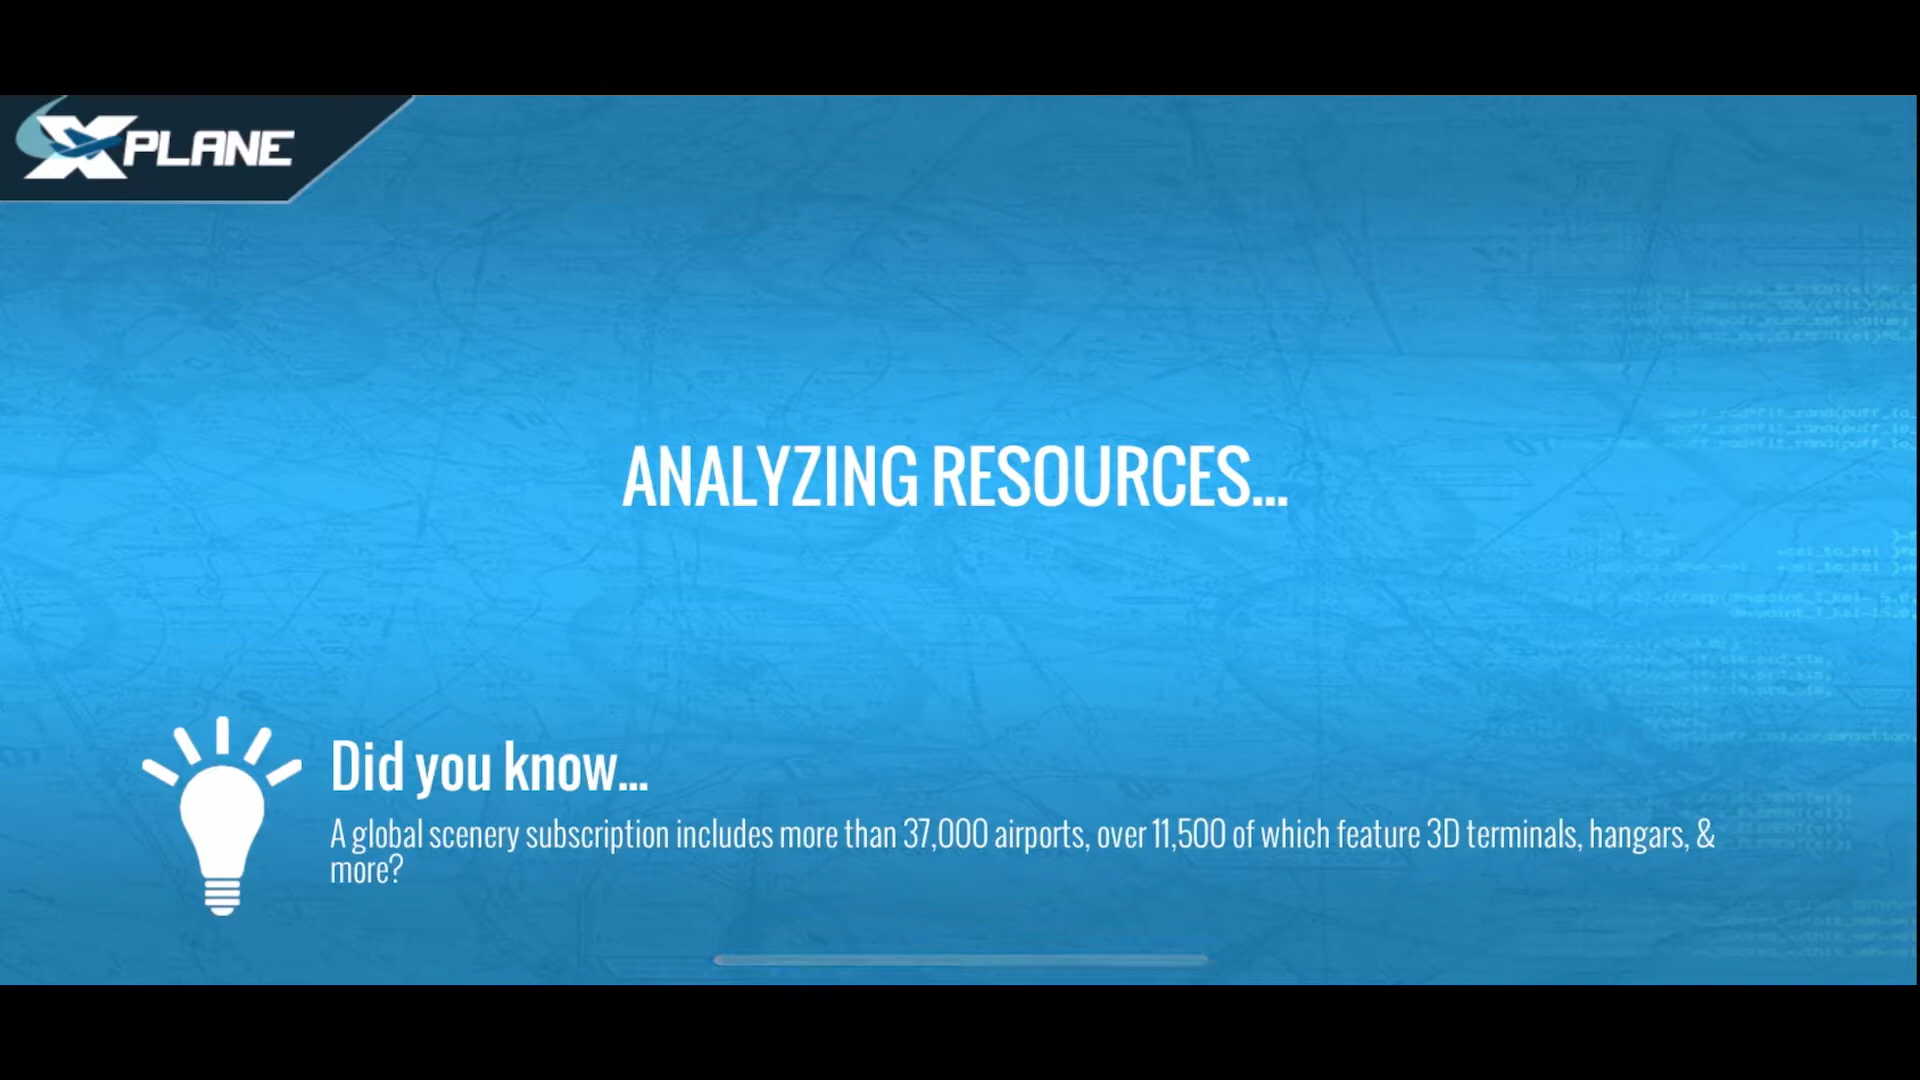 X PLANE
ANALYZING RESOURCES...
Did you know...
A global scenery subscription includes more than 37,000 airports, over 11,500 of which feature 3D terminals, hangars, &
more?